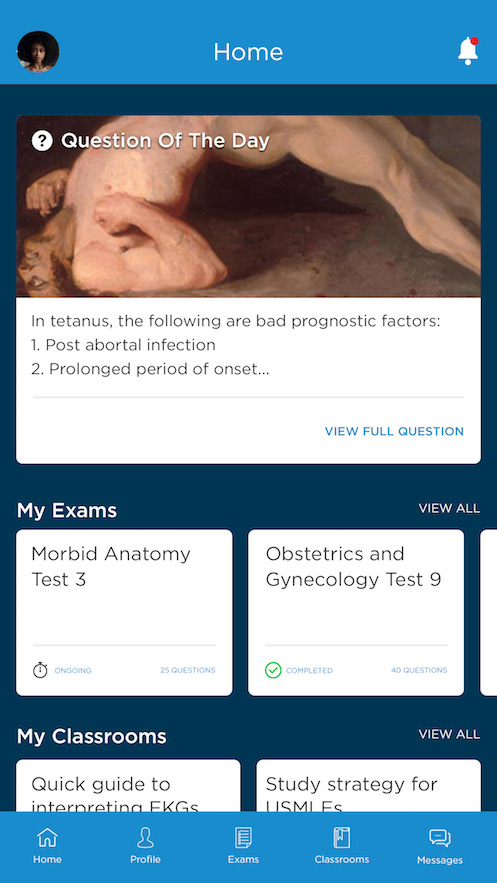 Home
Question Of The Day
In tetanus, the following are bad prognostic factors:
1. Post abortal infection
2. Prolonged period of onset...
VIEW FULL QUESTION
My Exams
VIEW ALL
Morbid Anatomy
Test 3
ONGOING
25 QUESTIONS
Obstetrics and
Gynecology Test 9
COMPLETED
40 QUESTIONS
My Classrooms
VIEW ALL
Quick guide to
interpreting EKGs
Study strategy for
USMLEs
Home
Profile
Exams
Classrooms
Messages